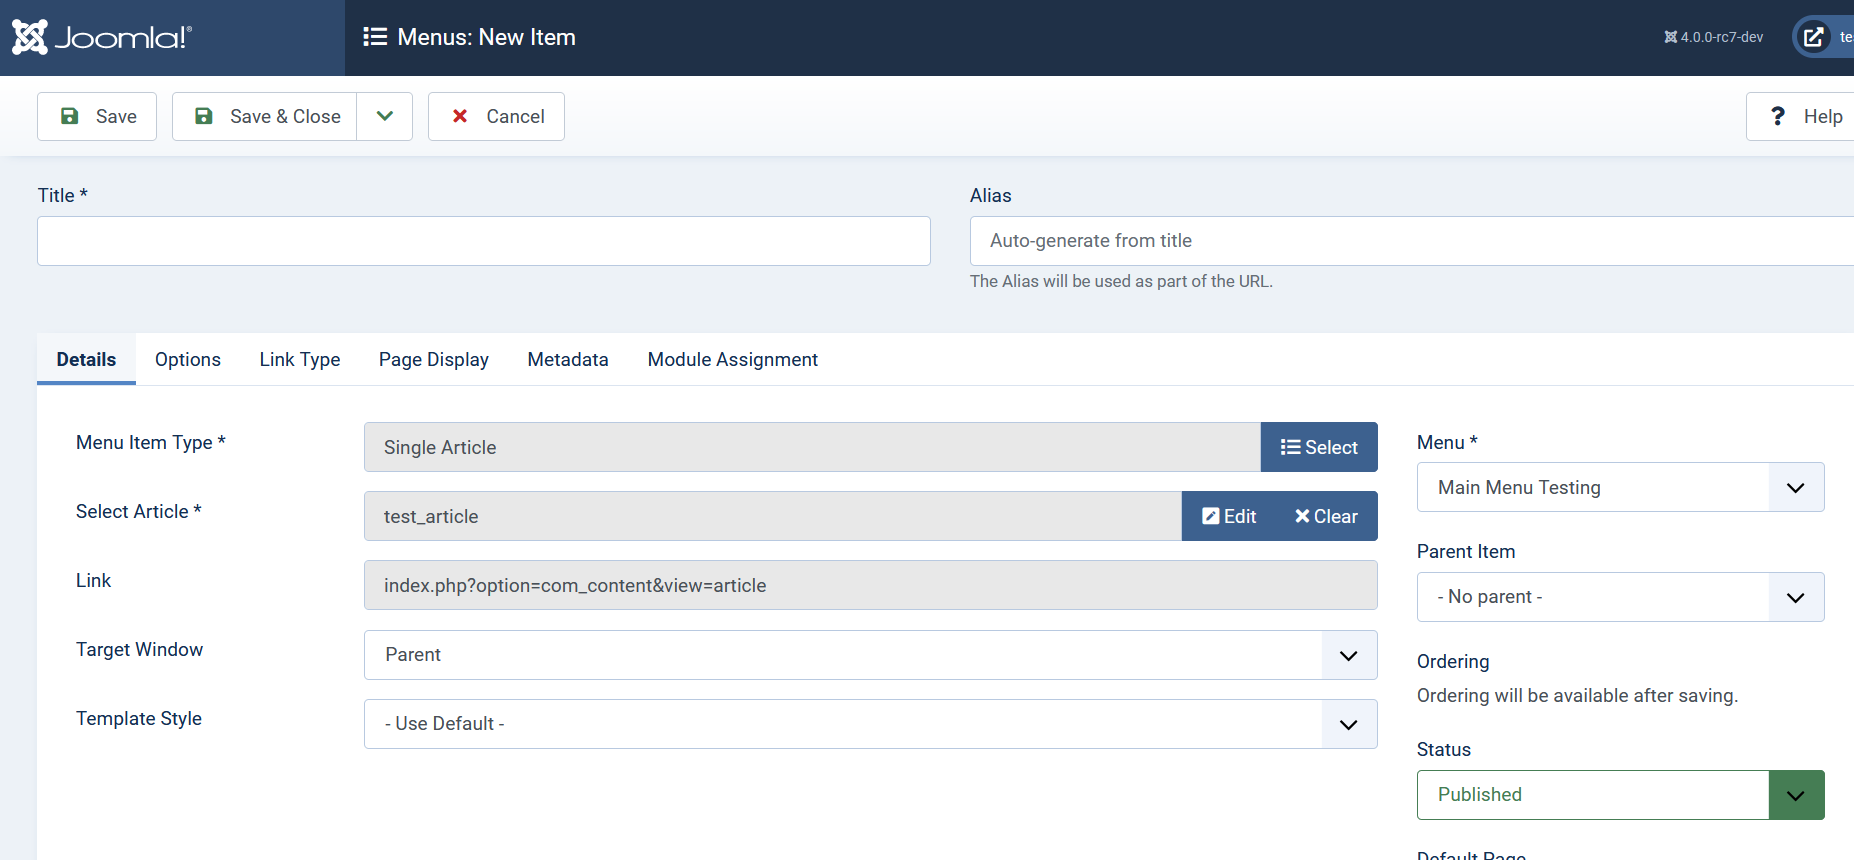 Joomla!®
Menus: New Item
4.0.0-rc7-dev
Save
Save & Close
Cancel
Help
Title *
Alias
Auto-generate from title
The Alias will be used as part of the URL.
Details
Options
Link Type
Page Display
Metadata
Module Assignment
Menu Item Type *
Single Article
Select
Select Article *
test_article
Edit
Clear
Link
index.php?option=com_content&view=article
Target Window
Parent
Template Style
- Use Default -
Menu *
Main Menu Testing
Parent Item
- No parent -
Ordering
Ordering will be available after saving.
Status
Published
Default Page